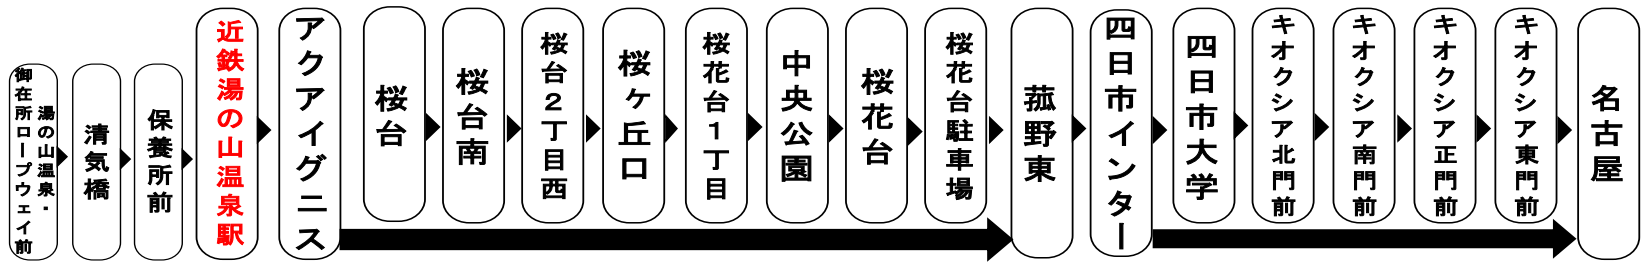 湯の山温泉・
御在所ロープウェイ前
清気橋
保養所前
近鉄湯の山温泉駅
アクアイグニス
桜台
桜台南
桜台２丁目西
桜ヶ丘口
桜花台１丁目
中央公園
桜花台
桜花台駐車場
菰野東
四日市インター
四日市大学
キオクシア北門前
キオクシア南門前
キオクシア正門前
キオクシア東門前
名古屋